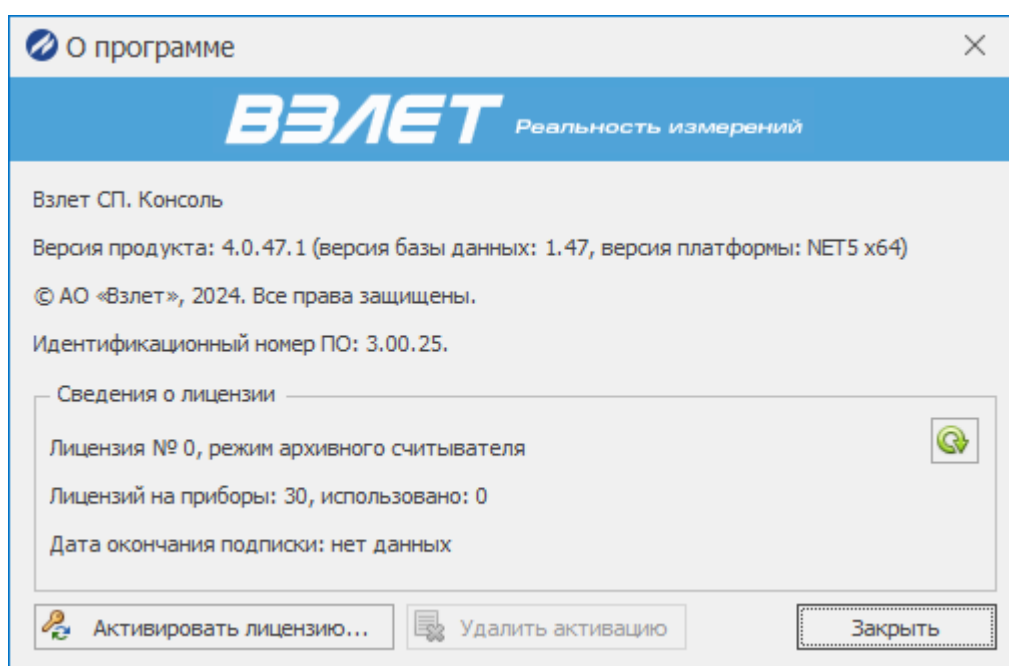 О программе
ВЗЛЕТ Реальность измерений
Взлет СП. Консоль
Версия продукта: 4.0.47.1 (версия базы данных: 1.47, версия платформы: NET5 x64)
© АО «Взлет», 2024. Все права защищены.
Идентификационный номер ПО: 3.00.25.
Сведения о лицензии
Лицензия № 0, режим архивного считывателя
Лицензий на приборы: 30, использовано: 0
Дата окончания подписки: нет данных
Активировать лицензию... Удалить активацию Закрыть